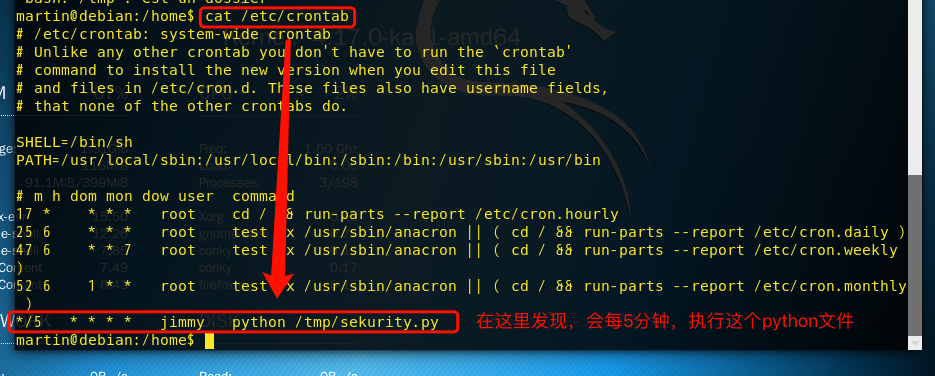 bash: /tmp : est un dossier
martin@debian:/home$ cat /etc/crontab
# /etc/crontab: system-wide crontab
# Unlike any other crontab you don't have to run the `crontab'
# command to install the new version when you edit this file
# and files in /etc/cron.d. These files also have username fields,
# that none of the other crontabs do.
SHELL=/bin/sh
PATH=/usr/local/sbin:/usr/local/bin:/sbin:/bin:/usr/sbin:/usr/bin
# m h dom mon dow user  command
17 *    * * *   root    cd / && run-parts --report /etc/cron.hourly
25 6    * * *   root    test -x /usr/sbin/anacron || ( cd / && run-parts --report /etc/cron.daily )
47 6    * * 7   root    test -x /usr/sbin/anacron || ( cd / && run-parts --report /etc/cron.weekly
)
52 6    1 * *   root    test -x /usr/sbin/anacron || ( cd / && run-parts --report /etc/cron.monthly
)
*/5   * * * *   jimmy   python /tmp/sekurity.py 在这里发现，会每5分钟，执行这个python文件
martin@debian:/home$